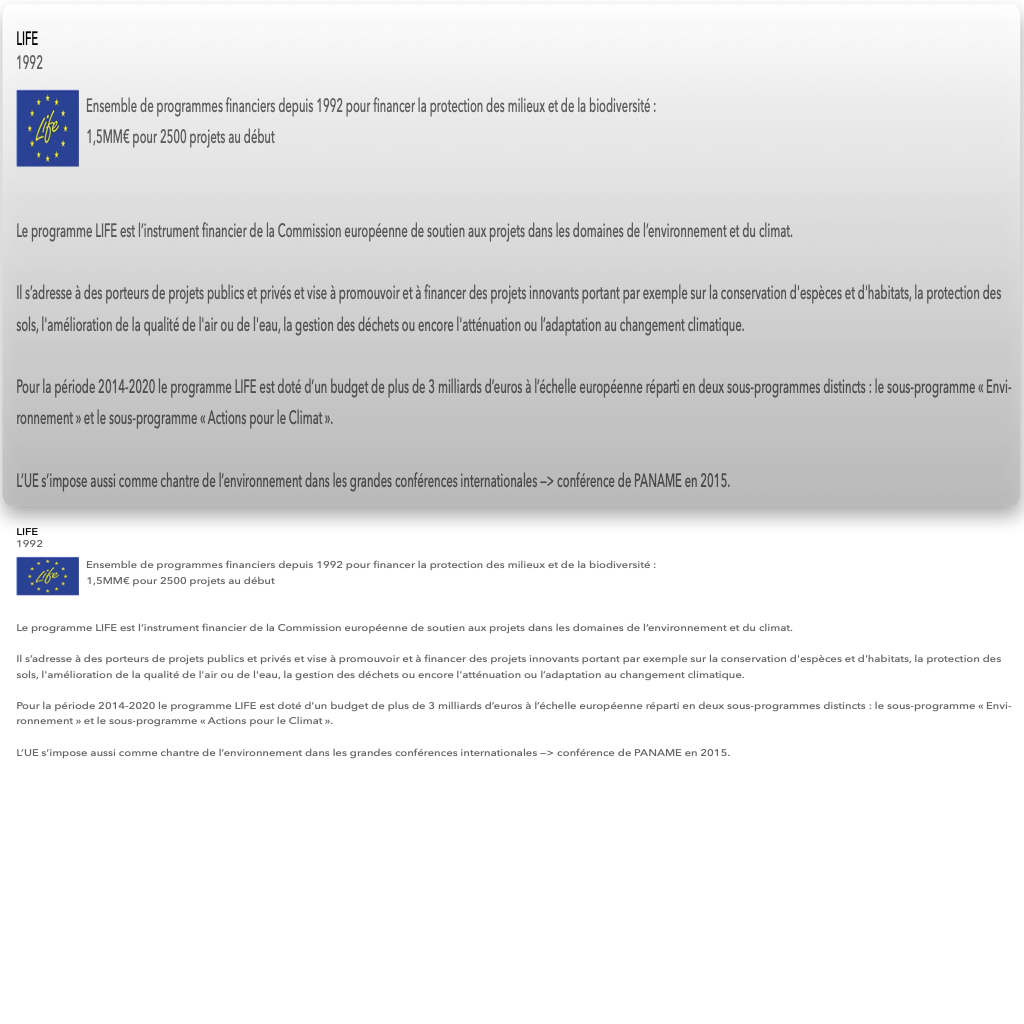 LIFE
1992
Life
Ensemble de programmes financiers depuis 1992 pour financer la protection des milieux et de la biodiversité :
1,5MM€ pour 2500 projets au début
Le programme LIFE est l’instrument financier de la Commission européenne de soutien aux projets dans les domaines de l’environnement et du climat.
Il s’adresse à des porteurs de projets publics et privés et vise à promouvoir et à financer des projets innovants portant par exemple sur la conservation d'espèces et d'habitats, la protection des
sols, l'amélioration de la qualité de l'air ou de l'eau, la gestion des déchets ou encore l'atténuation ou l’adaptation au changement climatique.
Pour la période 2014-2020 le programme LIFE est doté d’un budget de plus de 3 milliards d’euros à l’échelle européenne réparti en deux sous-programmes distincts : le sous-programme « Envi-
ronnement » et le sous-programme « Actions pour le Climat ».
L’UE s’impose aussi comme chantre de l’environnement dans les grandes conférences internationales —> conférence de PANAME en 2015.
LIFE
1992
Life
Ensemble de programmes financiers depuis 1992 pour financer la protection des milieux et de la biodiversité :
1,5MM€ pour 2500 projets au début
Le programme LIFE est l’instrument financier de la Commission européenne de soutien aux projets dans les domaines de l’environnement et du climat.
Il s’adresse à des porteurs de projets publics et privés et vise à promouvoir et à financer des projets innovants portant par exemple sur la conservation d'espèces et d'habitats, la protection des
sols, l'amélioration de la qualité de l'air ou de l'eau, la gestion des déchets ou encore l'atténuation ou l’adaptation au changement climatique.
Pour la période 2014-2020 le programme LIFE est doté d’un budget de plus de 3 milliards d’euros à l’échelle européenne réparti en deux sous-programmes distincts : le sous-programme « Envi-
ronnement » et le sous-programme « Actions pour le Climat ».
L’UE s’impose aussi comme chantre de l’environnement dans les grandes conférences internationales —> conférence de PANAME en 2015.